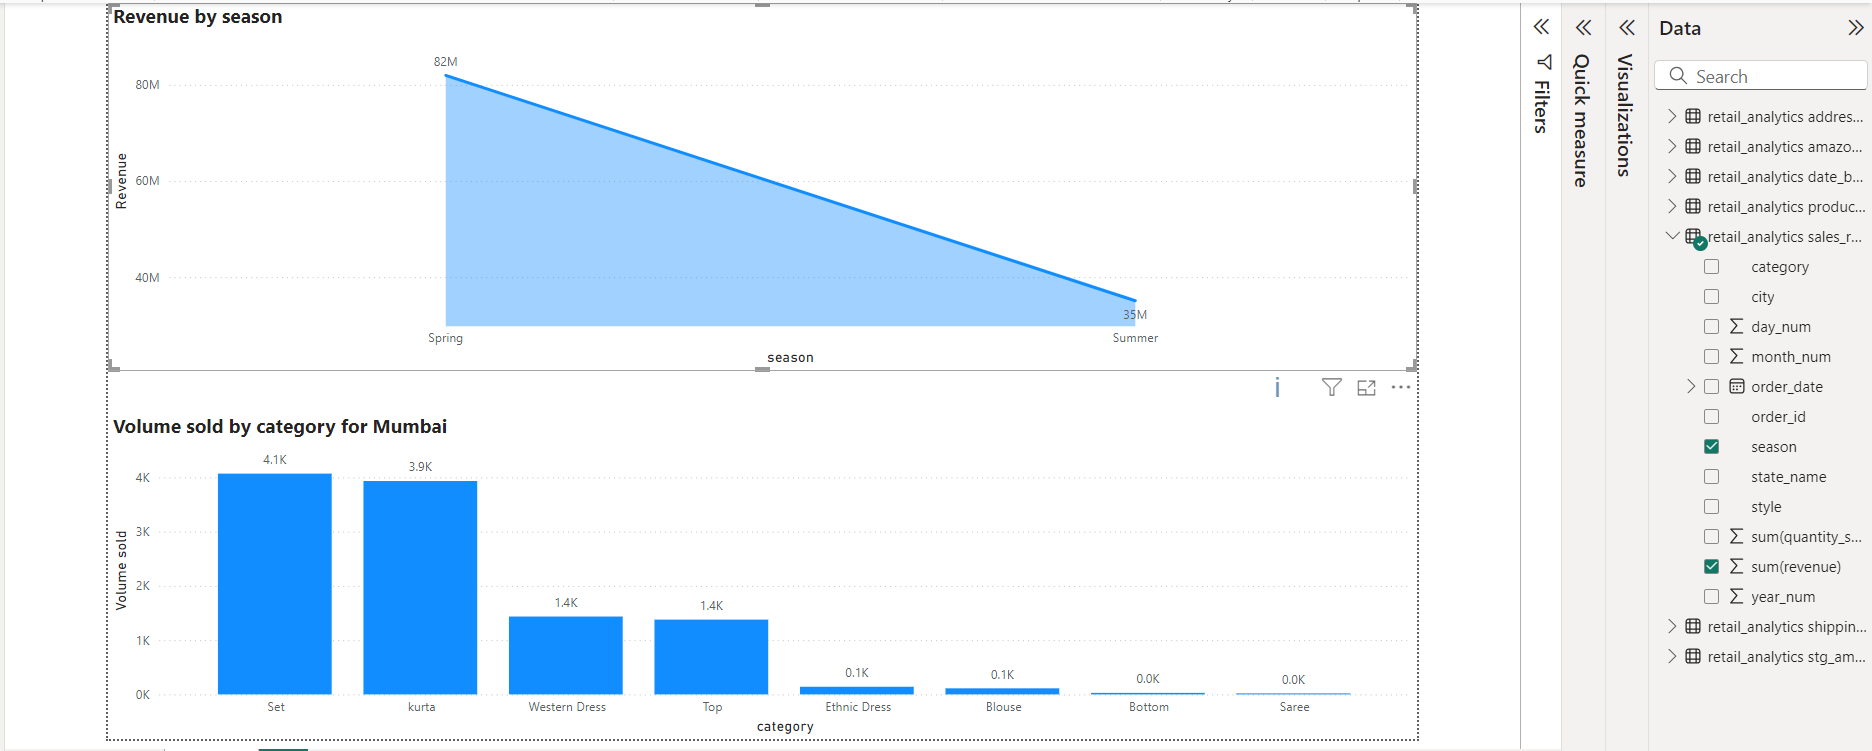 Revenue by season
82M
80M
60M
40M
Revenue
35M
Spring
Summer
season
Volume sold by category for Mumbai
4.1K
3.9K
1.4K
1.4K
0.1K
0.1K
0.0K
0.0K
4K
3K
2K
1K
0K
Volume sold
Set
kurta
Western Dress
Top
Ethnic Dress
Blouse
Bottom
Saree
category
Filters
Quick measure
Visualizations
Data
Search
retail_analytics addres...
retail_analytics amazo...
retail_analytics date_b...
retail_analytics produc...
retail_analytics sales_r...
category
city
day_num
month_num
order_date
order_id
season
state_name
style
sum(quantity_s...
sum(revenue)
year_num
retail_analytics shippin...
retail_analytics stg_am...